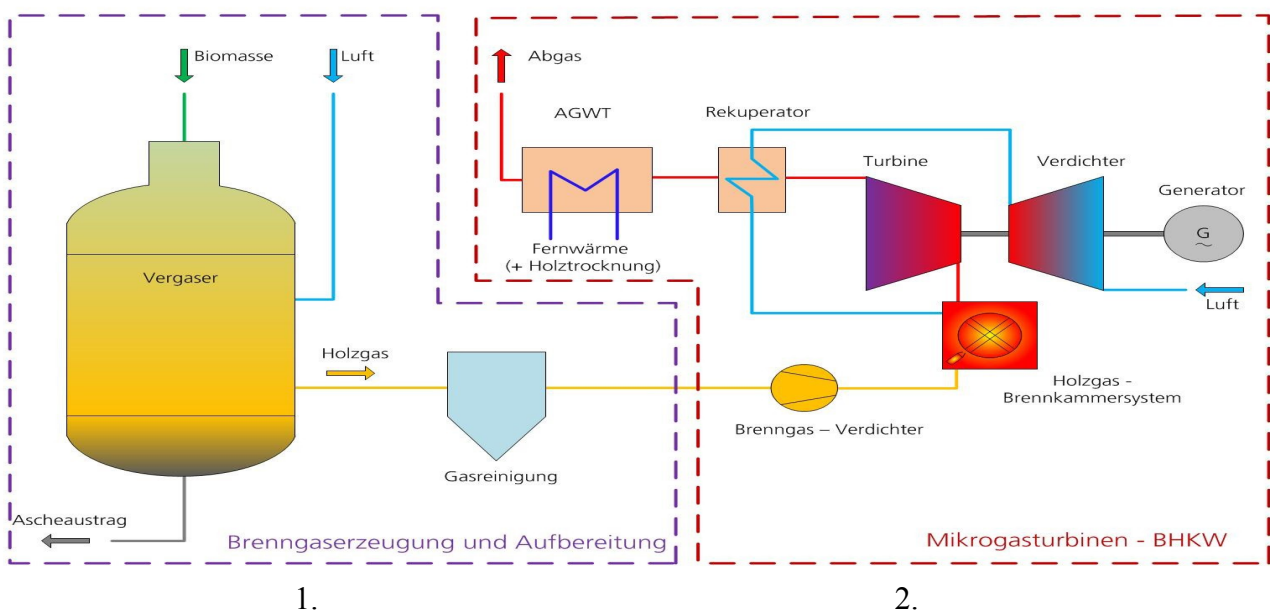 Biomasse
Luft
Vergaser
Holzgas
Gasreinigung
Ascheaustrag
Brenngaserzeugung und Aufbereitung
1.
Abgas
AGWT
Rekuperator
Turbine
Verdichter
Generator
G
~
Fernwärme
(+ Holztrocknung)
Luft
Holzgas -
Brennkammersystem
Brenngas – Verdichter
Mikrogasturbinen - BHKW
2.